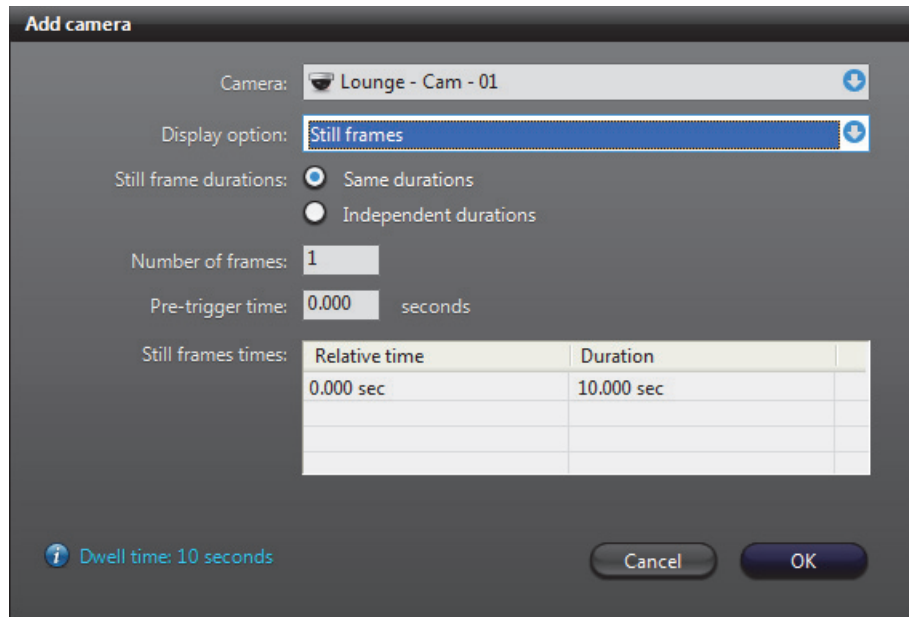 Add camera
Camera: Lounge - Cam - 01
Display option: Still frames
Still frame durations: Same durations
Independent durations
Number of frames: 1
Pre-trigger time: 0.000 seconds
Still frames times: Relative time Duration
0.000 sec 10.000 sec
Dwell time: 10 seconds Cancel OK